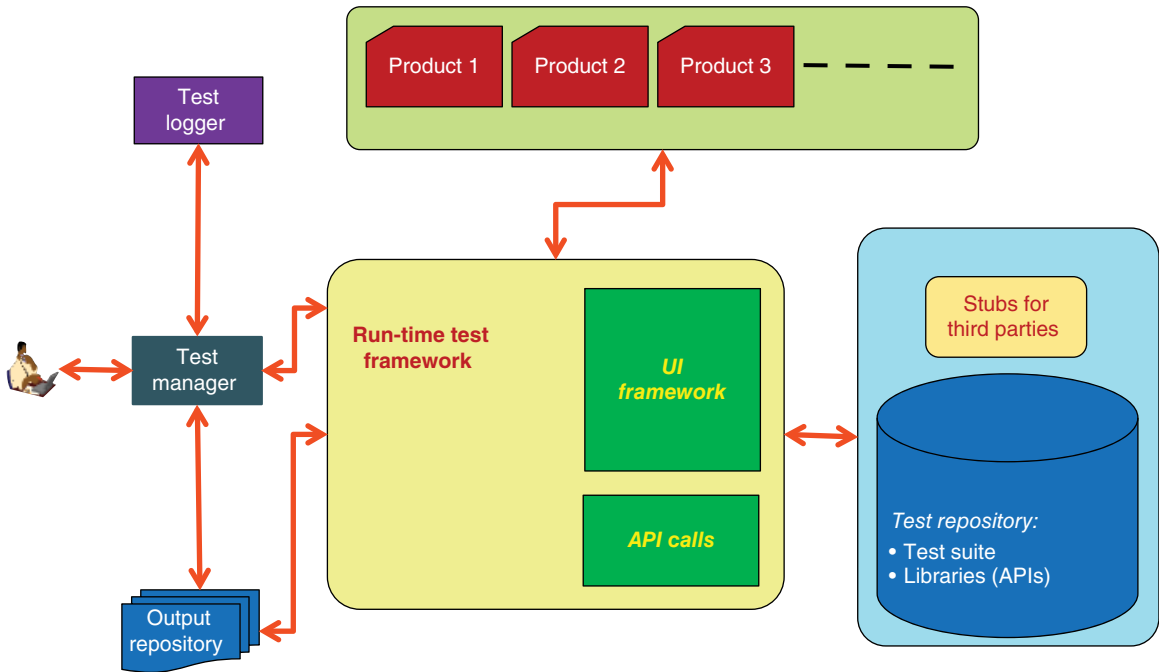 Product 1
Product 2
Product 3
Test
logger
Run-time test
framework
UI
framework
API calls
Stubs for
third parties
Test
manager
Test repository:
• Test suite
• Libraries (APIs)
Output
repository